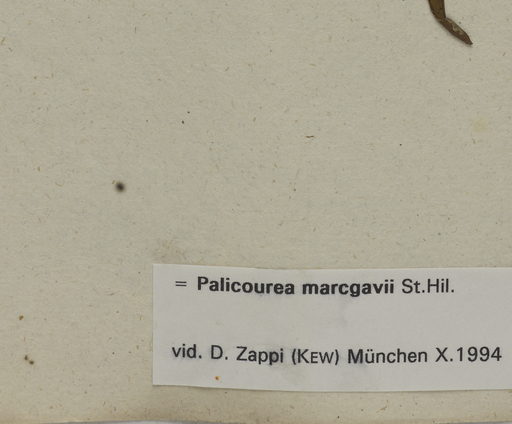 = Palicourea marcgavii St.Hil.
vid. D. Zappi (KEW) München X.1994